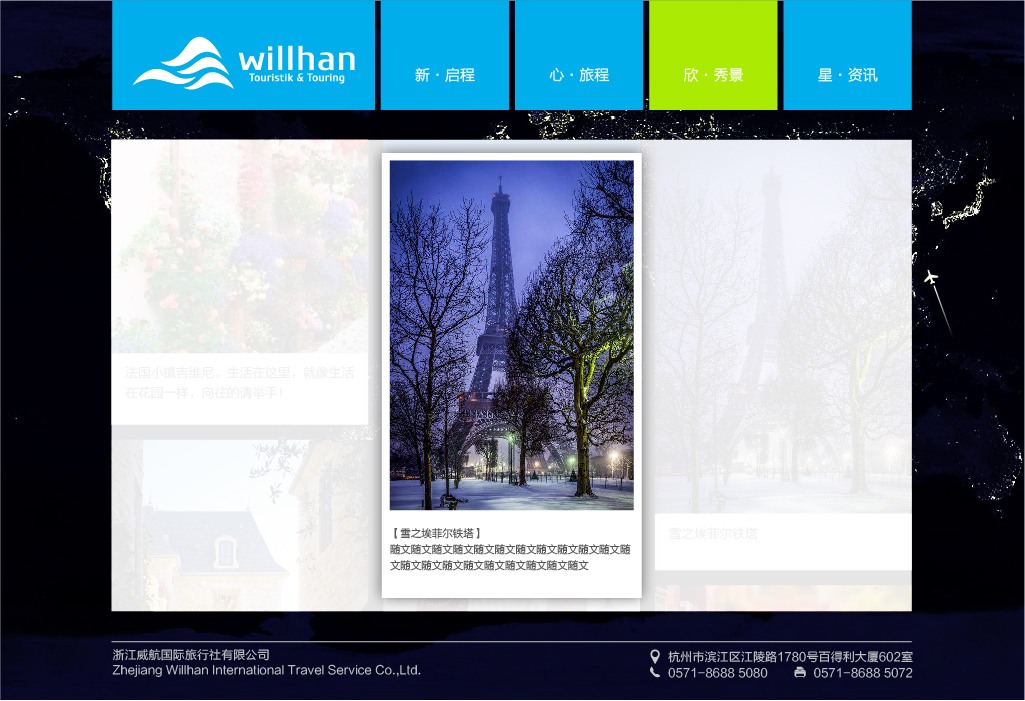 willhan
Touristik & Touring
新·启程
心·旅程
欣·秀景
星·资讯
法国小镇吉维尼。生活在这里，就像生活
在花园一样，向往的请举手！
【雪之埃菲尔铁塔】
随文随文随文随文随文随文随文随文随文随文随文随
文随文随文随文随文随文随文随文随文随文
雪之埃菲尔铁塔
浙江威航国际旅行社有限公司
Zhejiang Willhan International Travel Service Co.,Ltd.
杭州市滨江区江陵路1780号百得利大厦602室
0571-8688 5080
0571-8688 5072